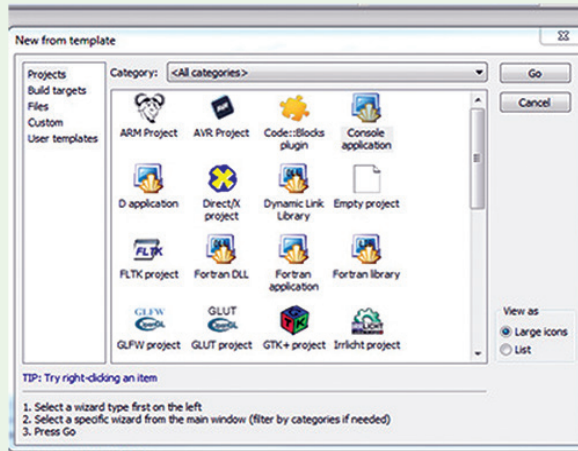 New from template
Projects
Build targets
Files
Custom
User templates
Category: <All categories>
Go
Cancel
ARM Project
AVR Project
Code::Blocks
plugin
Console
application
D application
Direct/X
project
Dynamic Link
Library
Empty project
FLTK
FLTK project
Fortran DLL
Fortran
application
Fortran library
GLFW
OpenGL
GLFW project
GLUT
OpenGL
GLUT project
GTK
GTK+ project
IRRLICHT
Irrlicht project
View as
Large icons
List
TIP: Try right-clicking an item
1. Select a wizard type first on the left
2. Select a specific wizard from the main window (filter by categories if needed)
3. Press Go